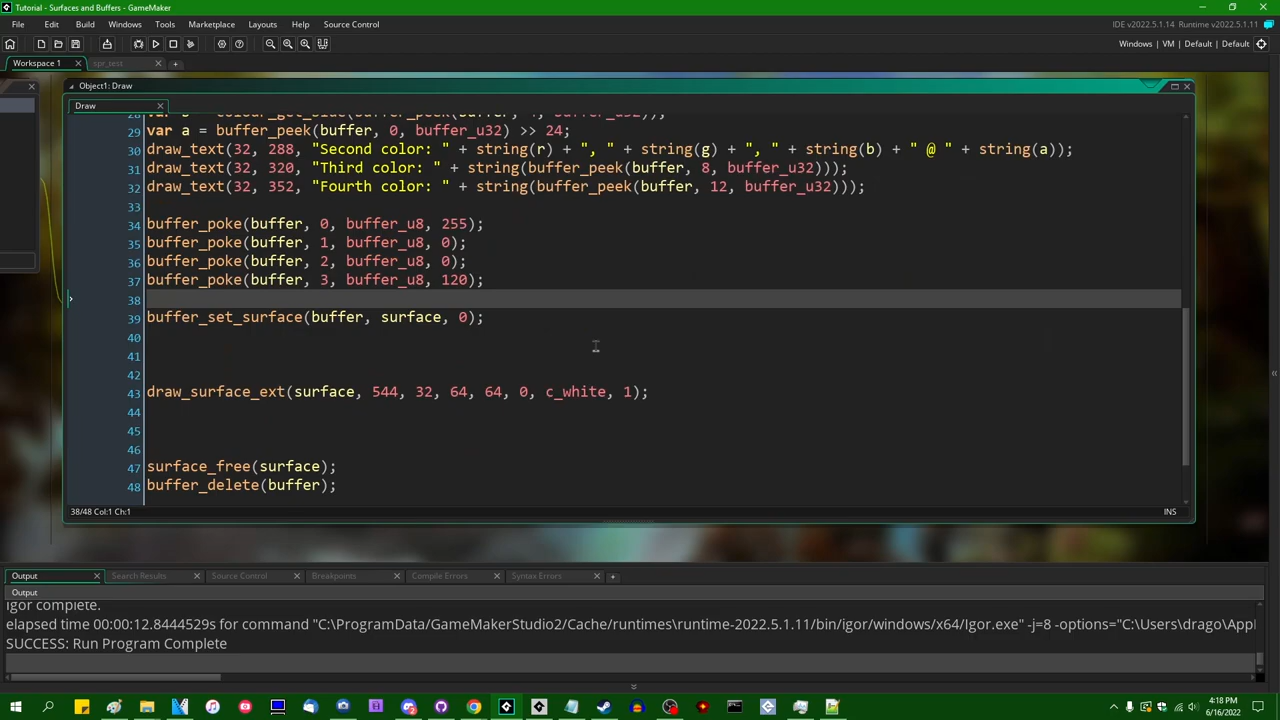 Tutorial - Surfaces and Buffers - GameMaker
File Edit Build Windows Tools Marketplace Layouts Help Source Control
IDE v2022.5.1.14 Runtime v2022.5.1.11
Windows | VM | Default | Default
Workspace 1
spr_test
Object1: Draw
Draw
28
29 var a = buffer_peek(buffer, 0, buffer_u32) >> 24;
30 draw_text(32, 288, "Second color: " + string(r) + ", " + string(g) + ", " + string(b) + " @ " + string(a));
31 draw_text(32, 320, "Third color: " + string(buffer_peek(buffer, 8, buffer_u32)));
32 draw_text(32, 352, "Fourth color: " + string(buffer_peek(buffer, 12, buffer_u32)));
33
34 buffer_poke(buffer, 0, buffer_u8, 255);
35 buffer_poke(buffer, 1, buffer_u8, 0);
36 buffer_poke(buffer, 2, buffer_u8, 0);
37 buffer_poke(buffer, 3, buffer_u8, 120);
38
39 buffer_set_surface(buffer, surface, 0);
40
41
42
43 draw_surface_ext(surface, 544, 32, 64, 64, 0, c_white, 1);
44
45
46
47 surface_free(surface);
48 buffer_delete(buffer);
38/48 Col:1 Ch:1
INS
Output Search Results Source Control Breakpoints Compile Errors Syntax Errors
Output
igor complete.
elapsed time 00:00:12.8444529s for command "C:\ProgramData/GameMakerStudio2/Cache/runtimes\runtime-2022.5.1.11/bin/igor/windows/x64/Igor.exe" -j=8 -options="C:\Users\drago\Appl
SUCCESS: Run Program Complete
4:18 PM
6/16/2022